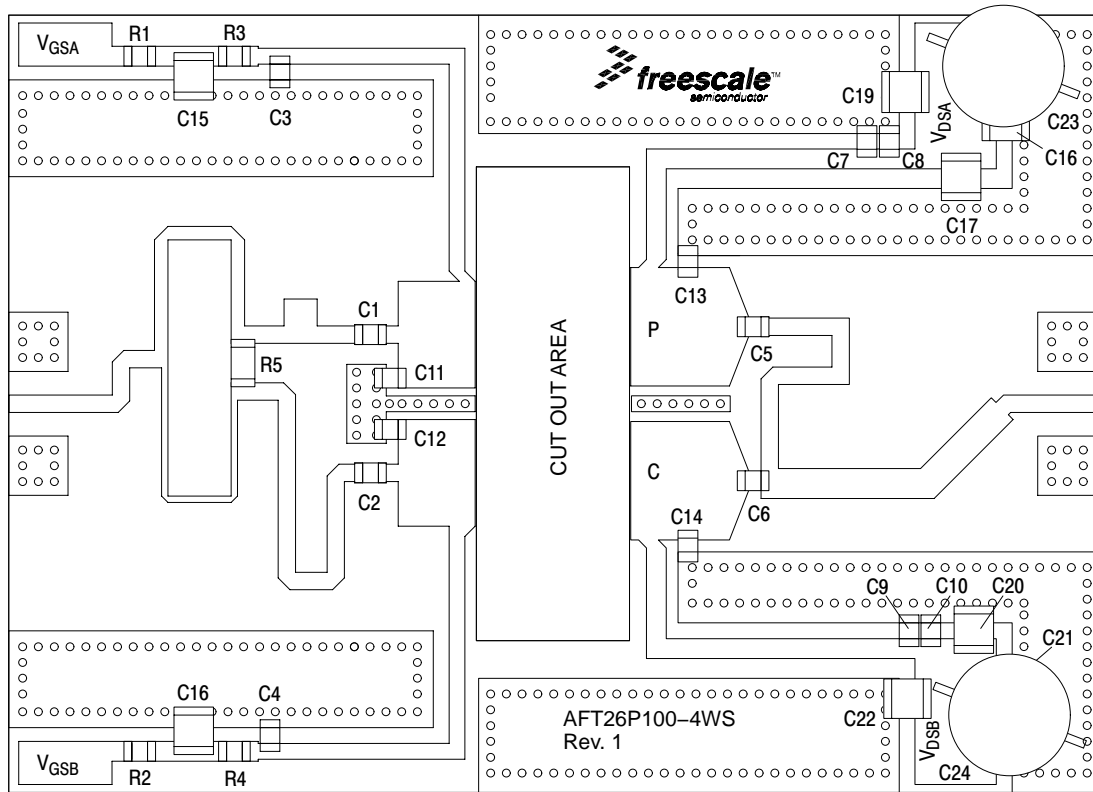 VGSA
R1
R3
C15
C3
freescale™
semiconductor
C19
VDSA
C23
C7
C8
C16
C17
C13
C1
P
C5
R5
C11
CUT OUT AREA
C12
C
C2
C6
C14
C9
C10
C20
C21
C16
C4
AFT26P100–4WS
Rev. 1
C22
VDSB
C24
VGSB
R2
R4